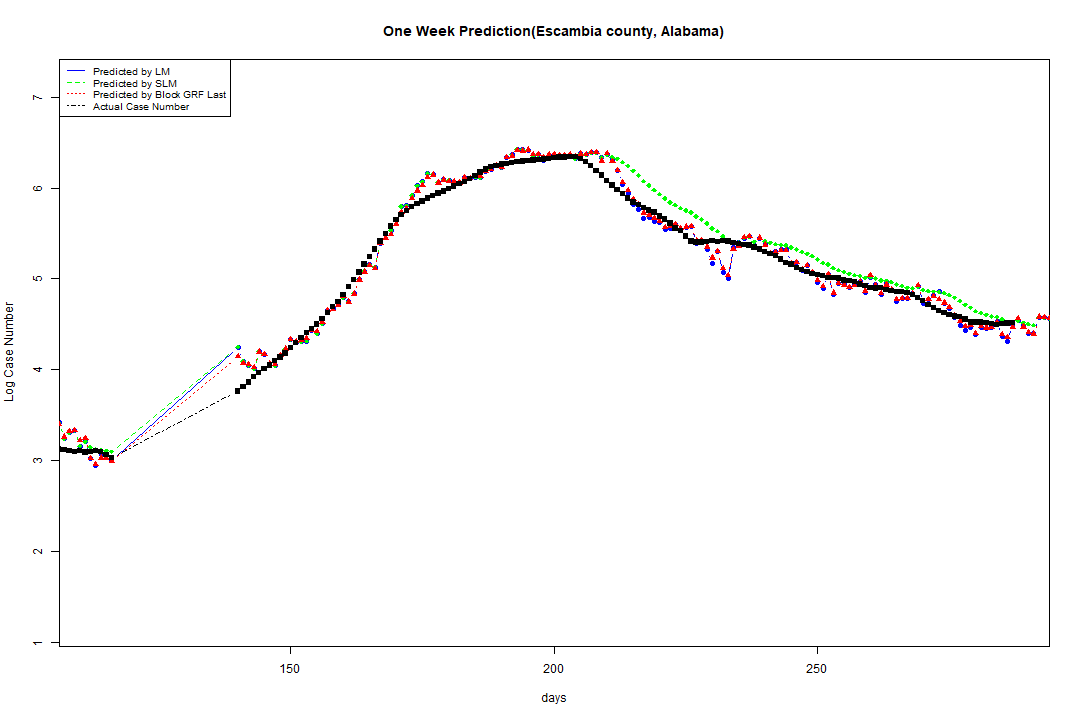 One Week Prediction(Escambia county, Alabama)
Predicted by LM
Predicted by SLM
Predicted by Block GRF Last
Actual Case Number
7
6
5
4
3
2
1
Log Case Number
150
200
250
days